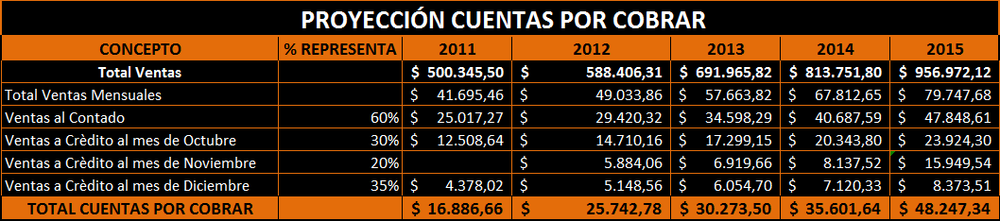 PROYECCIÓN CUENTAS POR COBRAR
CONCEPTO % REPRESENTA 2011 2012 2013 2014 2015
Total Ventas $ 500.345,50 $ 588.406,31 $ 691.965,82 $ 813.751,80 $ 956.972,12
Total Ventas Mensuales $ 41.695,46 $ 49.033,86 $ 57.663,82 $ 67.812,65 $ 79.747,68
Ventas al Contado 60% $ 25.017,27 $ 29.420,32 $ 34.598,29 $ 40.687,59 $ 47.848,61
Ventas a Crèdito al mes de Octubre 30% $ 12.508,64 $ 14.710,16 $ 17.299,15 $ 20.343,80 $ 23.924,30
Ventas a Crèdito al mes de Noviembre 20% $ 5.884,06 $ 6.919,66 $ 8.137,52 $ 15.949,54
Ventas a Crèdito al mes de Diciembre 35% $ 4.378,02 $ 5.148,56 $ 6.054,70 $ 7.120,33 $ 8.373,51
TOTAL CUENTAS POR COBRAR $ 16.886,66 $ 25.742,78 $ 30.273,50 $ 35.601,64 $ 48.247,34